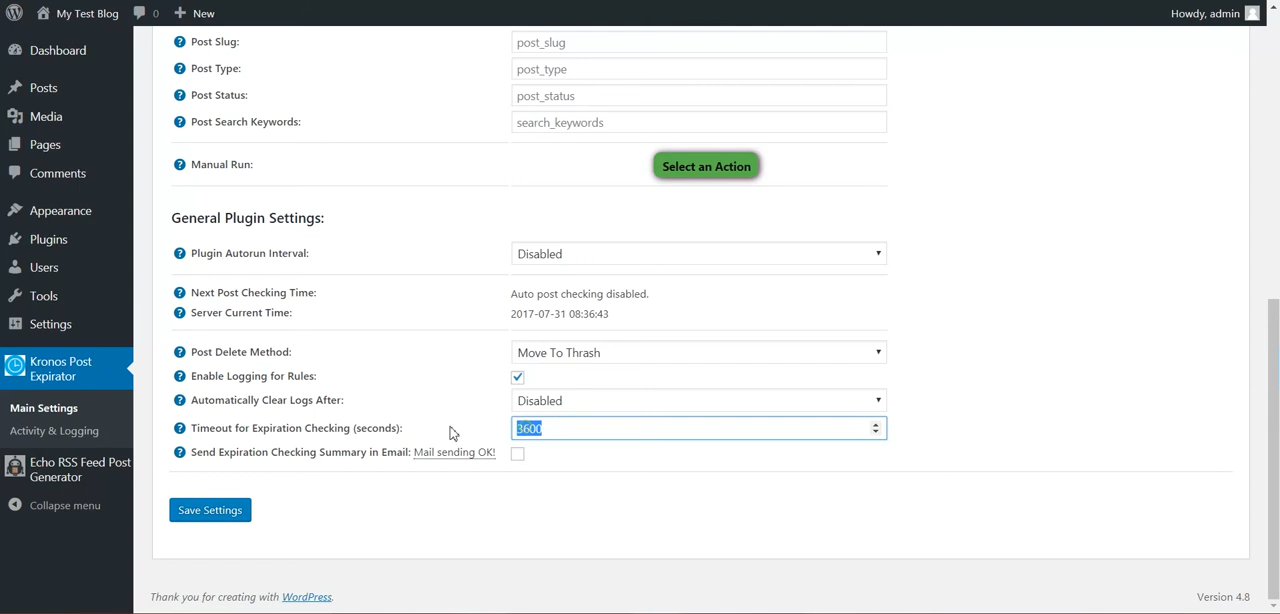 My Test Blog 0 New Howdy, admin
Dashboard
Posts
Media
Pages
Comments
Appearance
Plugins
Users
Tools
Settings
Kronos Post
Expirator
Main Settings
Activity & Logging
Echo RSS Feed Post
Generator
Collapse menu
Post Slug: post_slug
Post Type: post_type
Post Status: post_status
Post Search Keywords: search_keywords
Manual Run: Select an Action
General Plugin Settings:
Plugin Autorun Interval: Disabled
Next Post Checking Time: Auto post checking disabled.
Server Current Time: 2017-07-31 08:36:43
Post Delete Method: Move To Thrash
Enable Logging for Rules:
Automatically Clear Logs After: Disabled
Timeout for Expiration Checking (seconds): 3600
Send Expiration Checking Summary in Email: Mail sending OK!
Save Settings
Thank you for creating with WordPress. Version 4.8